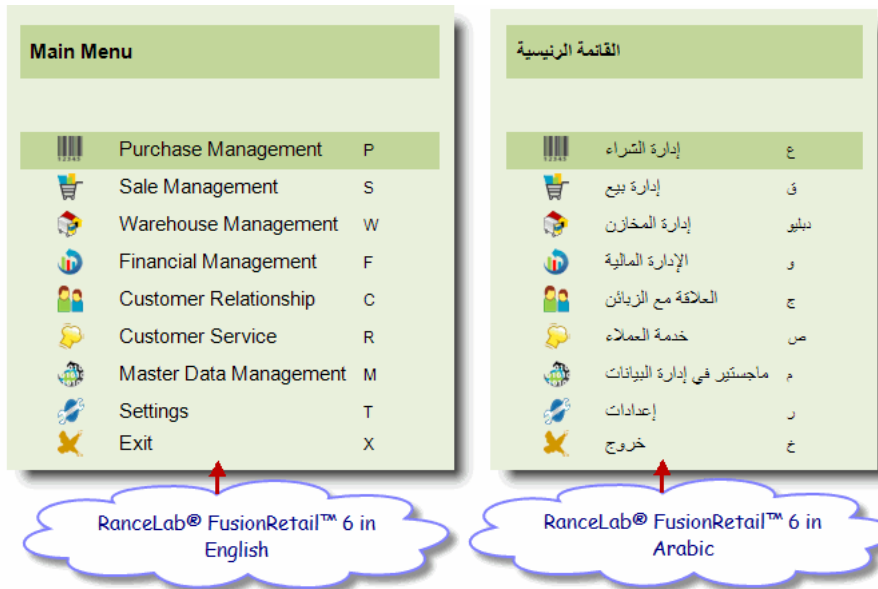 Main Menu
Purchase Management P
Sale Management S
Warehouse Management W
Financial Management F
Customer Relationship C
Customer Service R
Master Data Management M
Settings T
Exit X
RanceLab® FusionRetail™ 6 in
English
القائمة الرئيسية
إدارة الشراء ع
إدارة بيع ق
إدارة المخازن دبليو
الإدارة المالية و
العلاقة مع الزبائن ج
خدمة العملاء ص
ماجستير في إدارة البيانات م
إعدادات ر
خروج خ
RanceLab® FusionRetail™ 6 in
Arabic